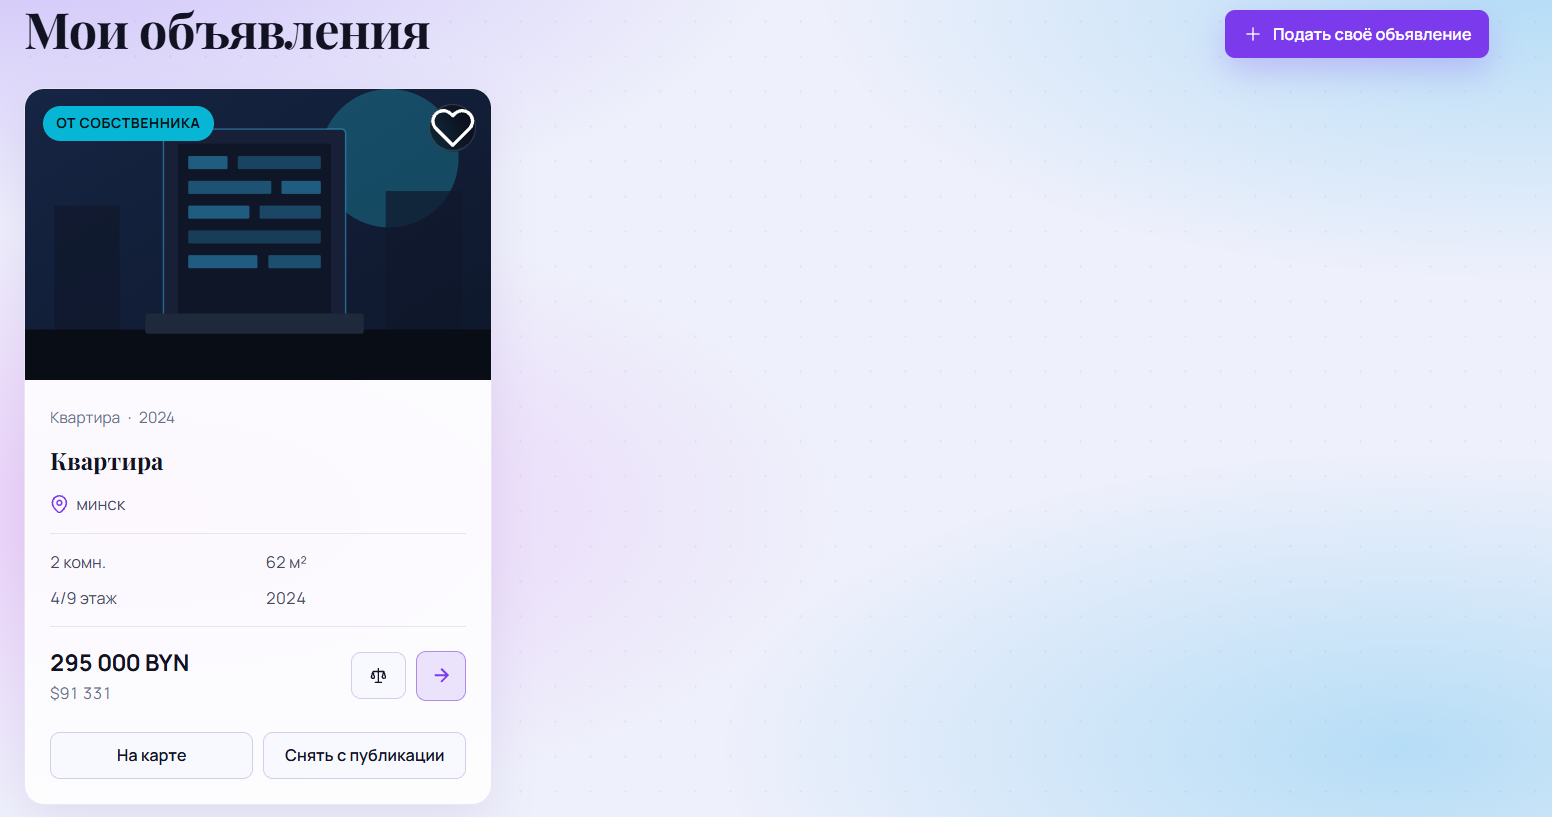 Мои объявления
Подать своё объявление
ОТ СОБСТВЕННИКА
Квартира · 2024
Квартира
минск
2 комн. 62 м²
4/9 этаж 2024
295 000 BYN
$91 331
На карте Снять с публикации